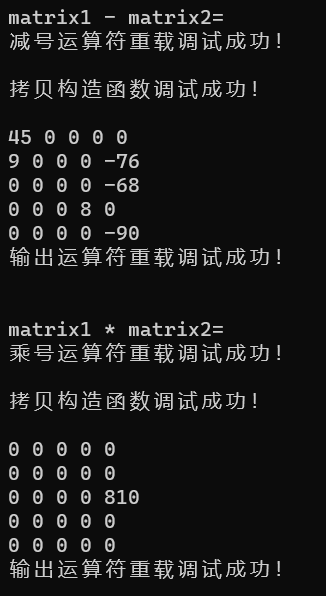 matrix1 - matrix2=
减号运算符重载调试成功!
拷贝构造函数调试成功!
45 0 0 0 0
9 0 0 0 -76
0 0 0 0 -68
0 0 0 8 0
0 0 0 0 -90
输出运算符重载调试成功!
matrix1 * matrix2=
乘号运算符重载调试成功!
拷贝构造函数调试成功!
0 0 0 0 0
0 0 0 0 0
0 0 0 0 810
0 0 0 0 0
0 0 0 0 0
输出运算符重载调试成功!